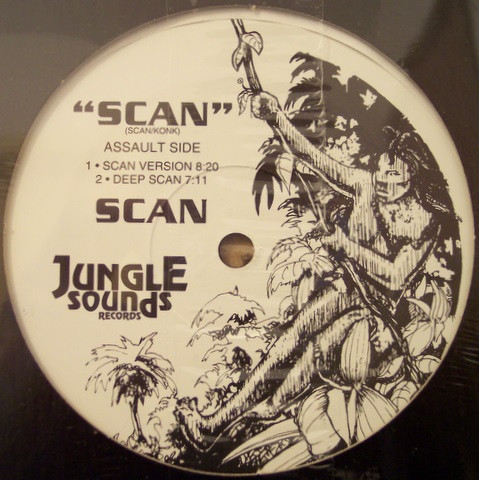 “SCAN”
(SCAN/KONK)
ASSAULT SIDE
1 • SCAN VERSION 8:20
2 • DEEP SCAN 7:11
SCAN
JUNGLE
SOUNDS
RECORDS